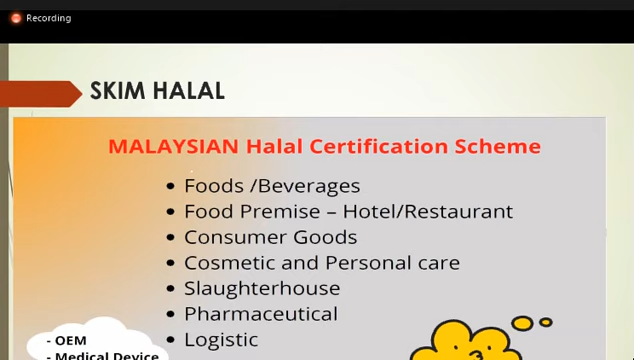 Recording
SKIM HALAL
MALAYSIAN Halal Certification Scheme
• Foods /Beverages
• Food Premise – Hotel/Restaurant
• Consumer Goods
• Cosmetic and Personal care
• Slaughterhouse
• Pharmaceutical
• Logistic
- OEM
- Medical Device